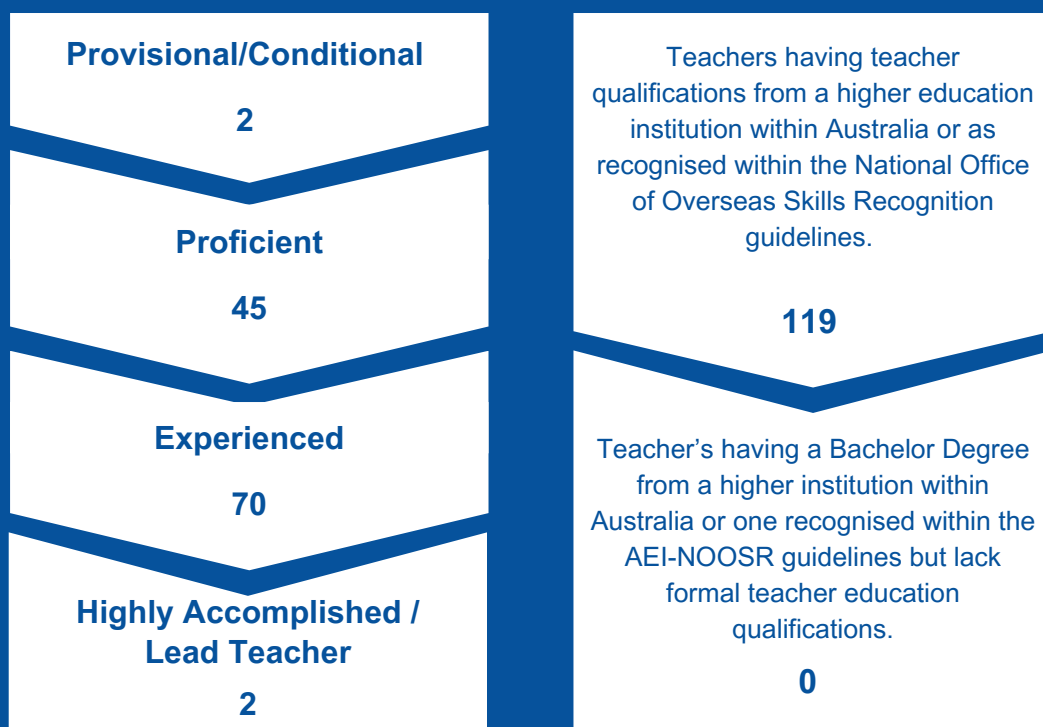 Provisional/Conditional
2
Proficient
45
Experienced
70
Highly Accomplished /
Lead Teacher
2
Teachers having teacher
qualifications from a higher education
institution within Australia or as
recognised within the National Office
of Overseas Skills Recognition
guidelines.
119
Teacher’s having a Bachelor Degree
from a higher institution within
Australia or one recognised within the
AEI-NOOSR guidelines but lack
formal teacher education
qualifications.
0